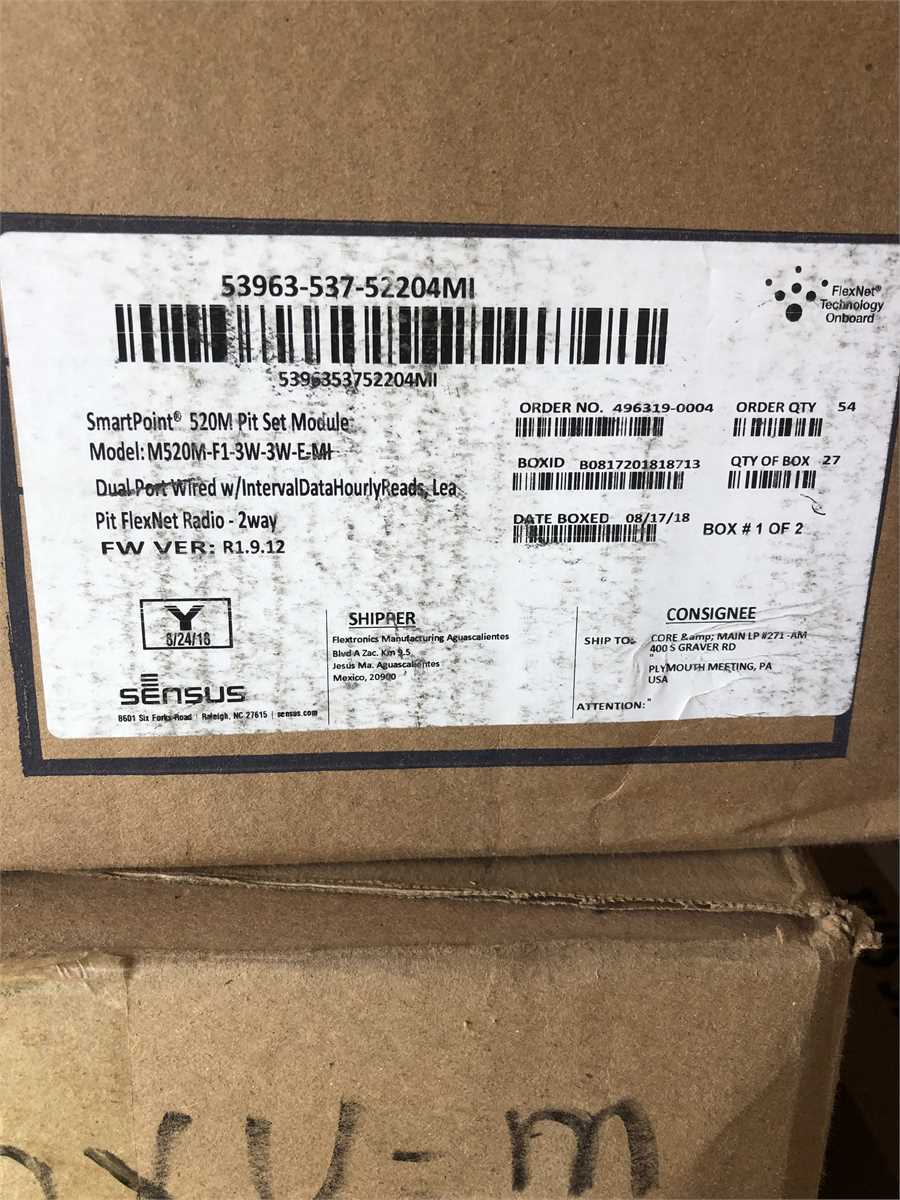 53963-537-52204MI
5396353752204MI
FlexNet®
Technology
Onboard
SmartPoint® 520M Pit Set Module
Model: M520M-F1-3W-3W-E-MI
Dual Port Wired w/IntervalDataHourlyReads, Lea
Pit FlexNet Radio - 2way
FW VER: R1.9.12
ORDER NO. 496319-0004
ORDER QTY 54
BOXID B0817201818713
QTY OF BOX 27
DATE BOXED 08/17/18
BOX # 1 OF 2
Y
8/24/18
sensus
8601 Six Forks Road | Raleigh, NC 27615 | sensus.com
SHIPPER
Flextronics Manufacturing Aguascalientes
Blvd A Zac. Km 9.5
Jesus Ma. Aguascalientes
Mexico, 20900
CONSIGNEE
SHIP TO: CORE &amp; MAIN LP #271 -AM
400 S GRAVER RD
"
PLYMOUTH MEETING, PA
USA
ATTENTION: "
XU-m